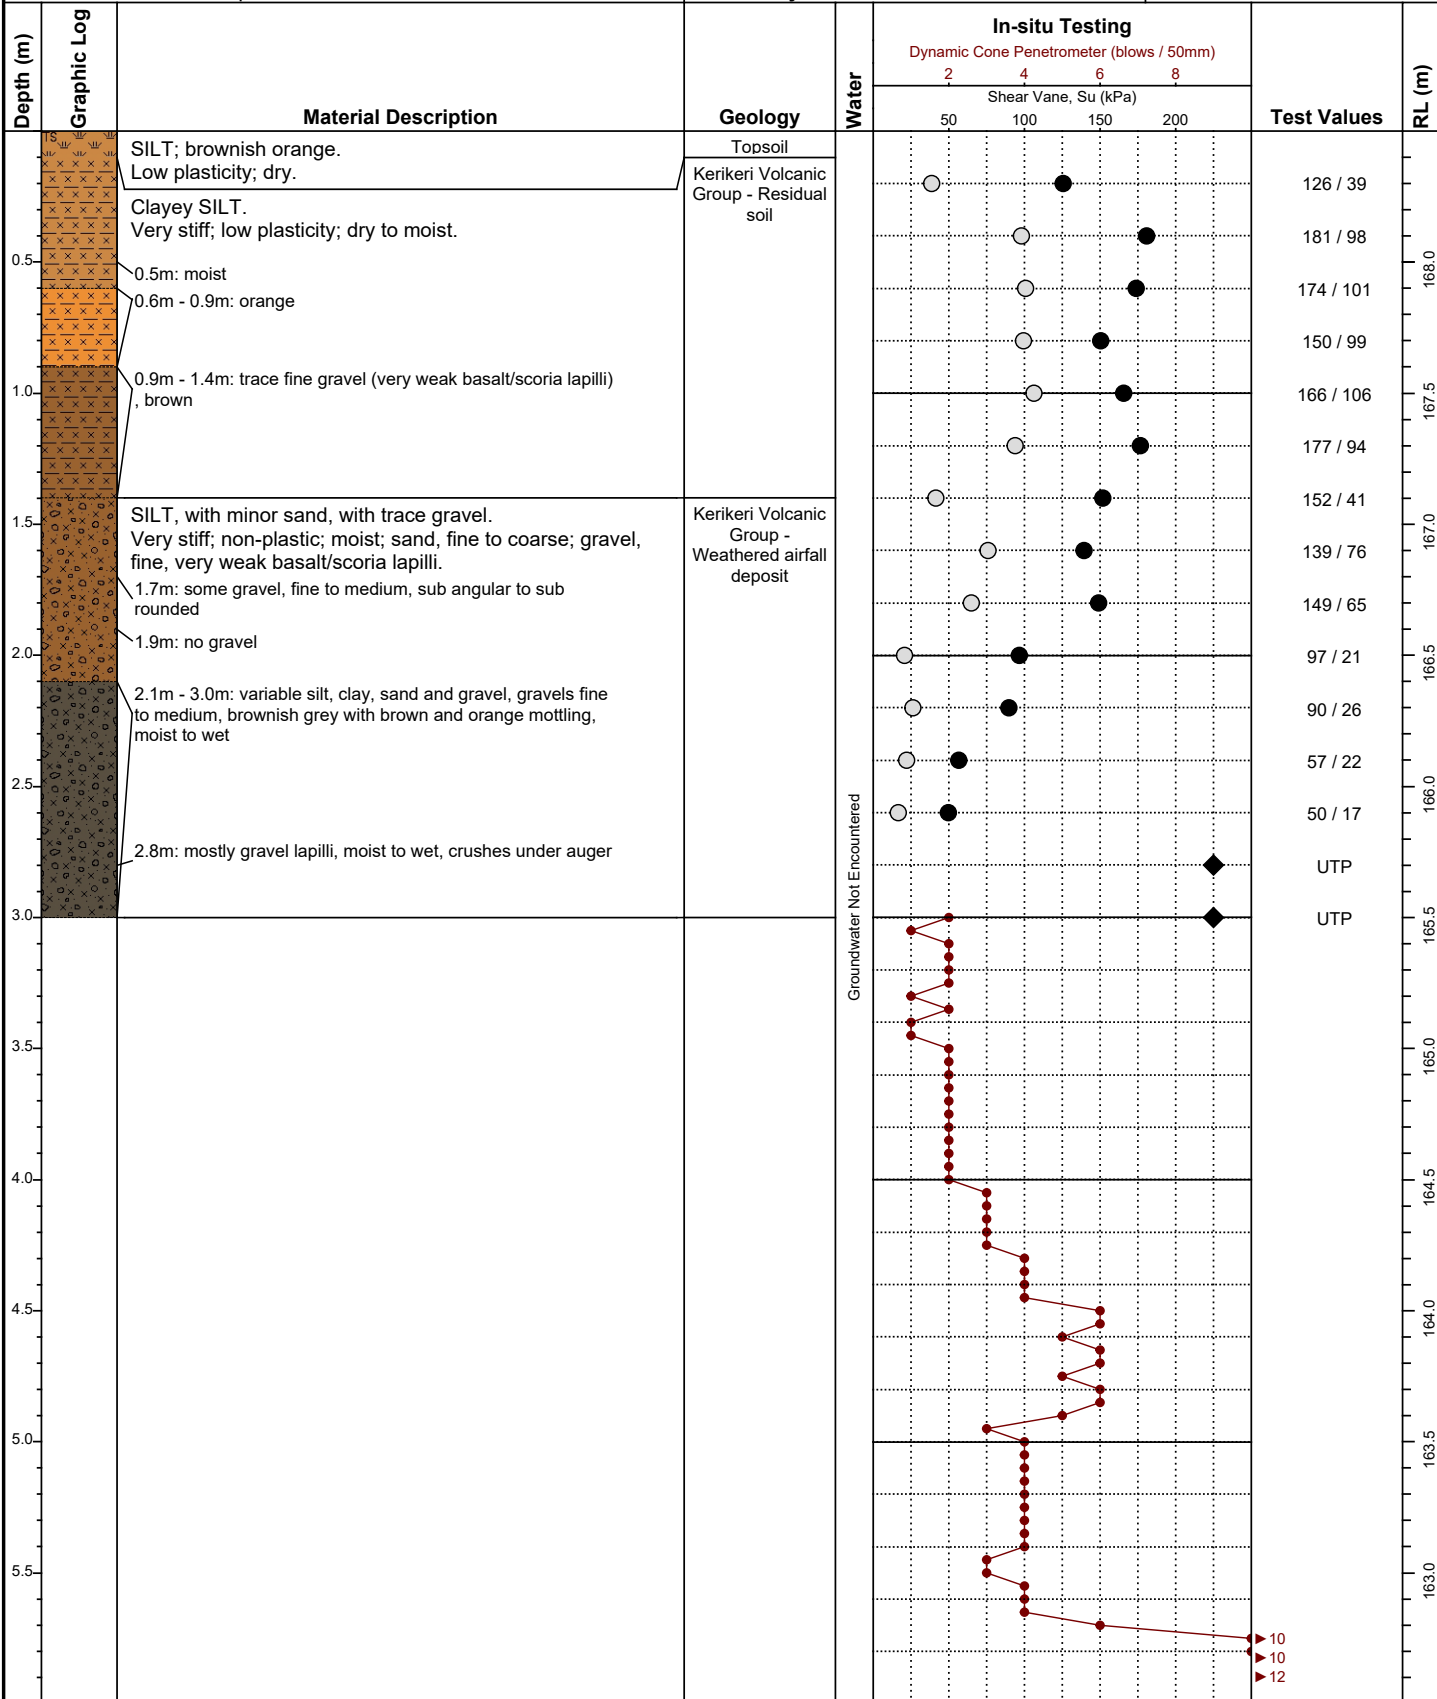 In-situ Testing
Dynamic Cone Penetrometer (blows / 50mm)
2 4 6 8
Shear Vane, Su (kPa)
50 100 150 200
Depth (m)
Graphic Log
Material Description
Geology
Water
Test Values
RL (m)
TS
SILT; brownish orange.
Low plasticity; dry.
Topsoil
Kerikeri Volcanic
Group - Residual
soil
Clayey SILT.
Very stiff; low plasticity; dry to moist.
0.5m: moist
0.6m - 0.9m: orange
0.9m - 1.4m: trace fine gravel (very weak basalt/scoria lapilli)
, brown
SILT, with minor sand, with trace gravel.
Very stiff; non-plastic; moist; sand, fine to coarse; gravel,
fine, very weak basalt/scoria lapilli.
1.7m: some gravel, fine to medium, sub angular to sub
rounded
1.9m: no gravel
2.1m - 3.0m: variable silt, clay, sand and gravel, gravels fine
to medium, brownish grey with brown and orange mottling,
moist to wet
2.8m: mostly gravel lapilli, moist to wet, crushes under auger
Kerikeri Volcanic
Group -
Weathered airfall
deposit
Groundwater Not Encountered
0.5
1.0
1.5
2.0
2.5
3.0
3.5
4.0
4.5
5.0
5.5
126 / 39
181 / 98
174 / 101
150 / 99
166 / 106
177 / 94
152 / 41
139 / 76
149 / 65
97 / 21
90 / 26
57 / 22
50 / 17
UTP
UTP
10
10
12
168.0
167.5
167.0
166.5
166.0
165.5
165.0
164.5
164.0
163.5
163.0